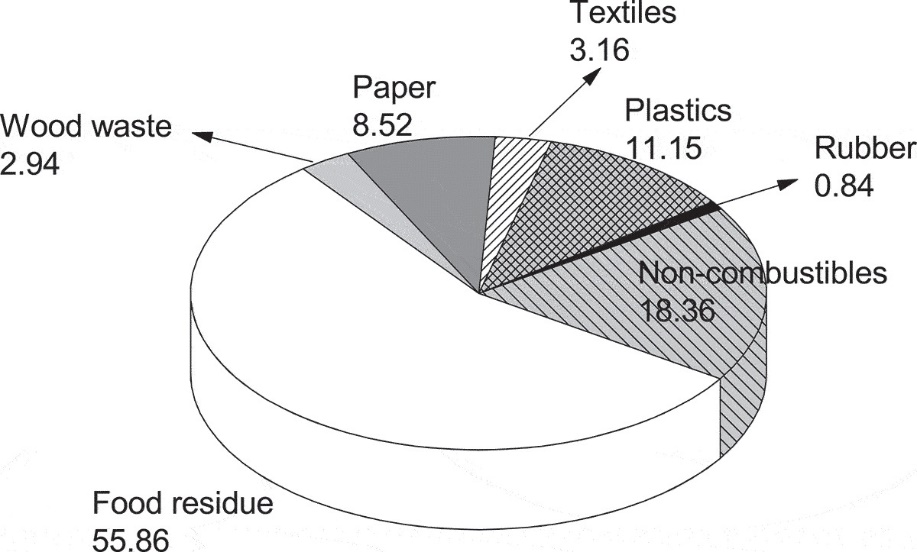 Textiles
3.16
Paper
8.52
Plastics
11.15
Wood waste
2.94
Rubber
0.84
Non-combustibles
18.36
Food residue
55.86